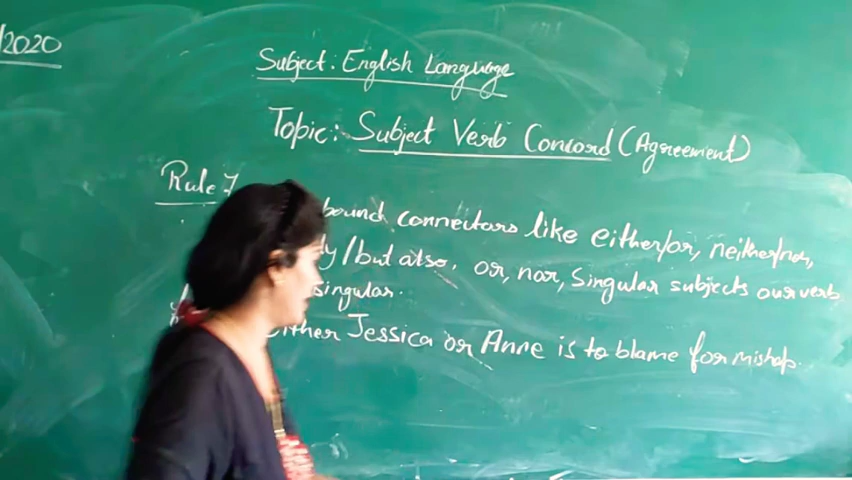 /2020
Subject: English Language
Topic: Subject Verb Concord (Agreement)
Rule 7
bound connectors like either/or, neither/nor,
ly/but also, or, nor, singular subjects our verb
singular.
Either Jessica or Anne is to blame for mishap.